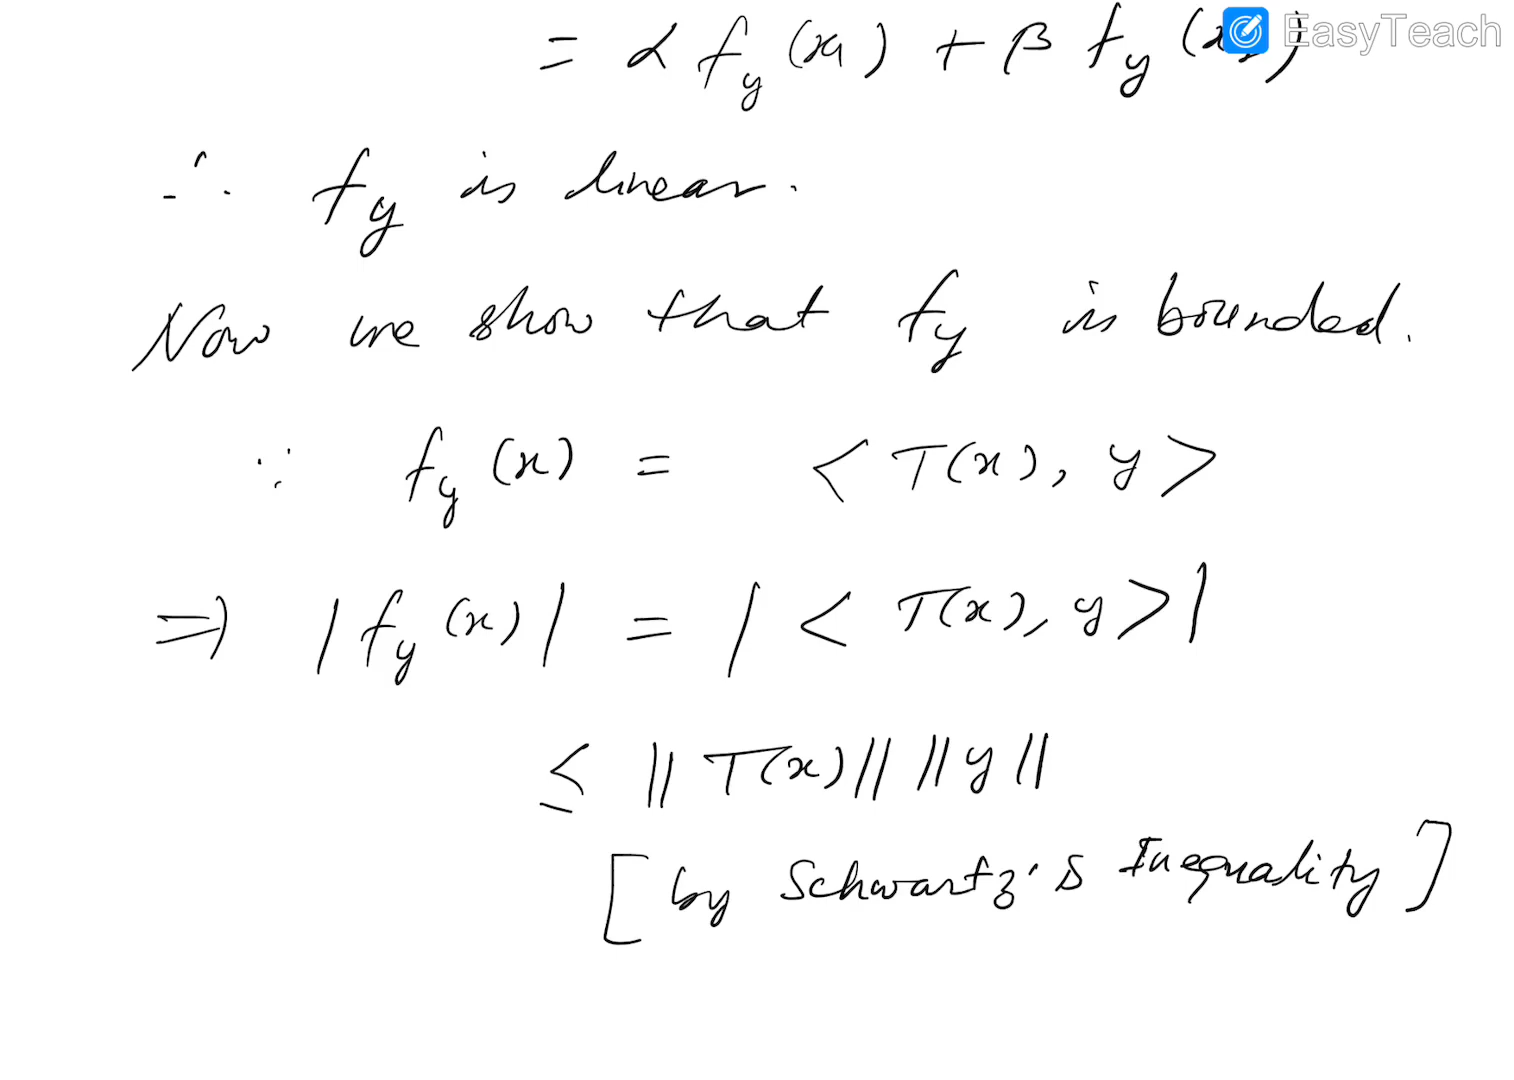 = α f_y (x₁) + β f_y (x₂)
EasyTeach
∴ f_y is linear.
Now we show that f_y is bounded.
∵ f_y (x) = < T(x), y >
⇒ | f_y (x) | = | < T(x), y > |
≤ || T(x) || || y ||
[ by Schwartz's Inequality ]